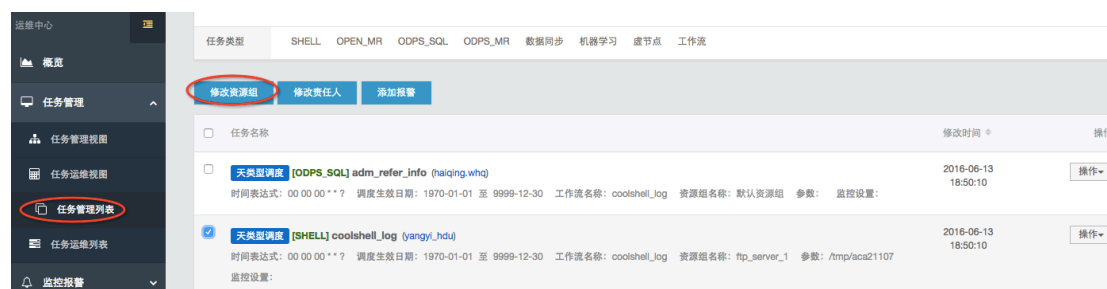 运维中心
概览
任务管理
任务管理视图
任务运维视图
任务管理列表
任务运维列表
监控报警
任务类型 SHELL OPEN_MR ODPS_SQL ODPS_MR 数据同步 机器学习 虚节点 工作流
修改资源组 修改责任人 添加报警
任务名称 修改时间 操
天类型调度 [ODPS_SQL] adm_refer_info (haiqing.whq) 2016-06-13 18:50:10 操作
时间表达式：00 00 00 * * ? 调度生效日期：1970-01-01 至 9999-12-30 工作流名称：coolshell_log 资源组名称：默认资源组 参数： 监控设置：
天类型调度 [SHELL] coolshell_log (yangyi_hdu) 2016-06-13 18:50:10 操作
时间表达式：00 00 00 * * ? 调度生效日期：1970-01-01 至 9999-12-30 工作流名称：coolshell_log 资源组名称：ftp_server_1 参数：/tmp/aca21107
监控设置：